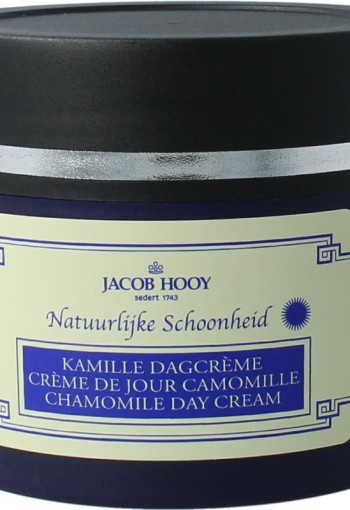 JACOB HOOY
sedert 1743
Natuurlijke Schoonheid
KAMILLE DAGCRÈME
CRÈME DE JOUR CAMOMILLE
CHAMOMILE DAY CREAM